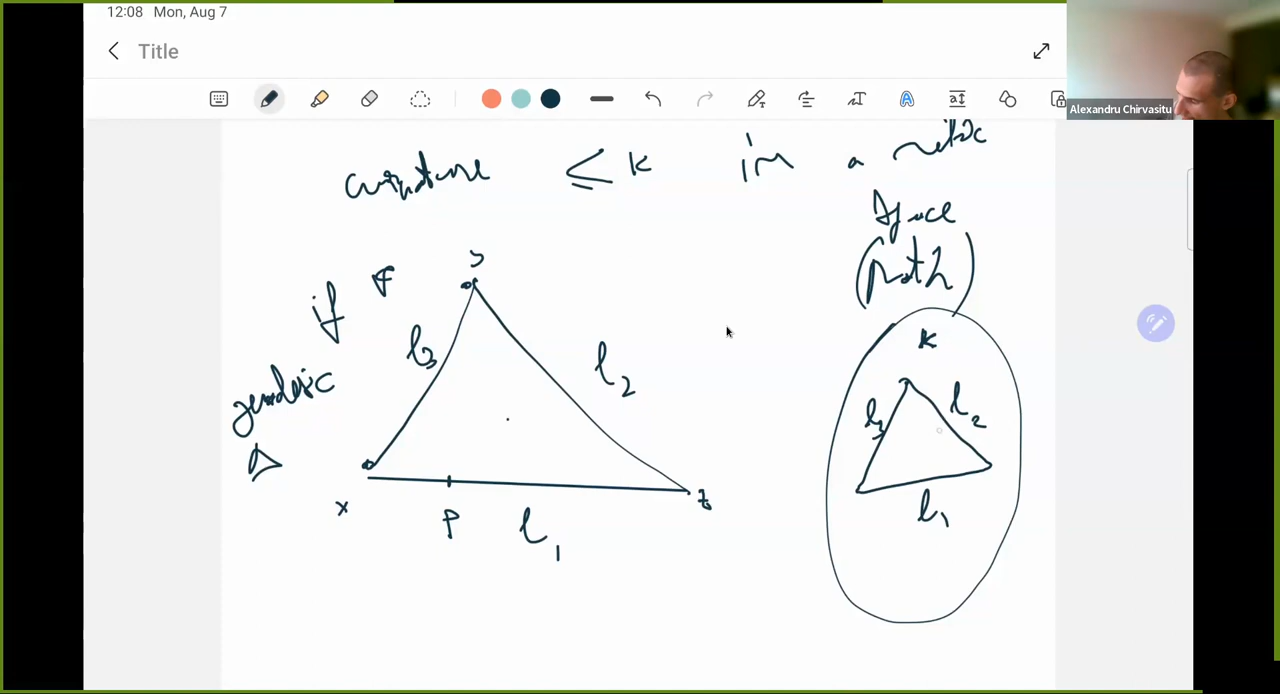 12:08 Mon, Aug 7
Title
Alexandru Chirvasitu
curvature ≤ K in a metric
space
(path)
if ∀
geodesic
Δ
y
l3
l2
x
P
l1
z
K
l3
l2
l1